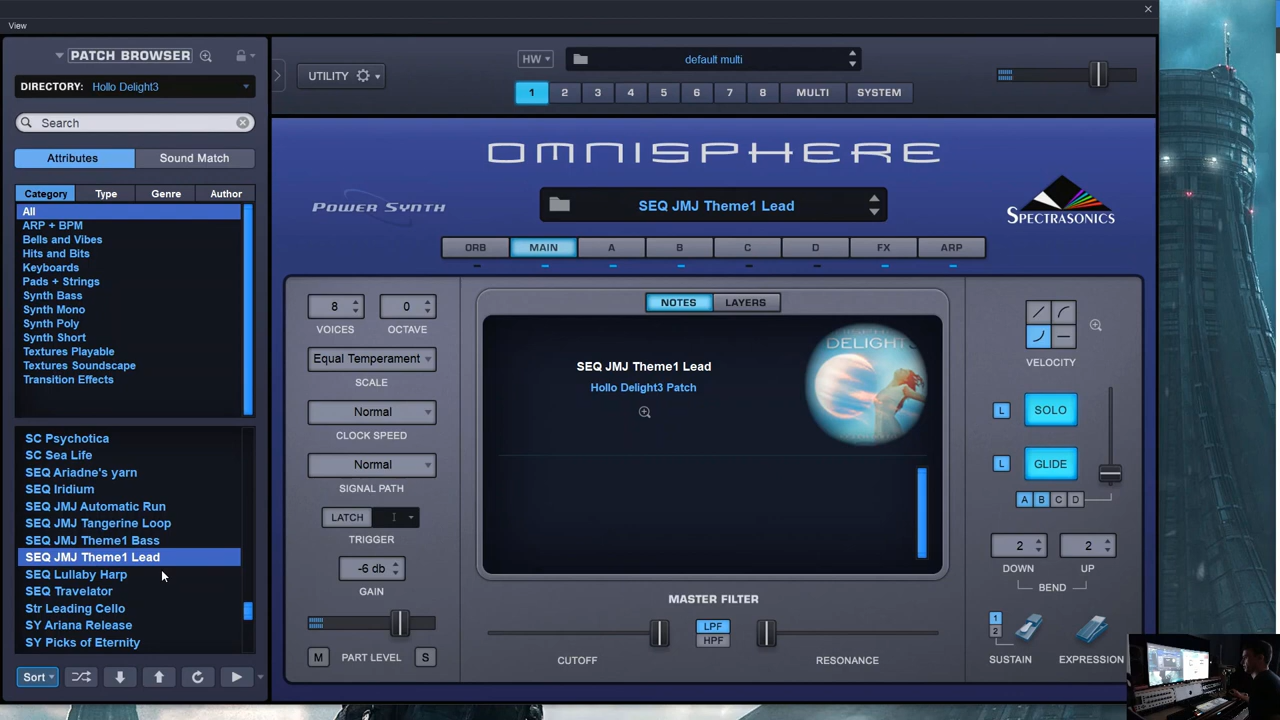 View
PATCH BROWSER
DIRECTORY: Hollo Delight3
Search
Attributes
Sound Match
Category
Type
Genre
Author
All
ARP + BPM
Bells and Vibes
Hits and Bits
Keyboards
Pads + Strings
Synth Bass
Synth Mono
Synth Poly
Synth Short
Textures Playable
Textures Soundscape
Transition Effects
SC Psychotica
SC Sea Life
SEQ Ariadne's yarn
SEQ Iridium
SEQ JMJ Automatic Run
SEQ JMJ Tangerine Loop
SEQ JMJ Theme1 Bass
SEQ JMJ Theme1 Lead
SEQ Lullaby Harp
SEQ Travelator
Str Leading Cello
SY Ariana Release
SY Picks of Eternity
Sort
UTILITY
HW
default multi
1 2 3 4 5 6 7 8 MULTI SYSTEM
OMNISPHERE
POWER SYNTH
SEQ JMJ Theme1 Lead
SPECTRASONICS
ORB MAIN A B C D FX ARP
8
0
VOICES
OCTAVE
Equal Temperament
SCALE
Normal
CLOCK SPEED
Normal
SIGNAL PATH
LATCH
TRIGGER
-6 db
GAIN
M PART LEVEL S
NOTES
LAYERS
SEQ JMJ Theme1 Lead
Hollo Delight3 Patch
DELIGHTS
MASTER FILTER
LPF
HPF
CUTOFF
RESONANCE
VELOCITY
L SOLO
L GLIDE
A B C D
2
2
DOWN
UP
BEND
1
2
SUSTAIN
EXPRESSION